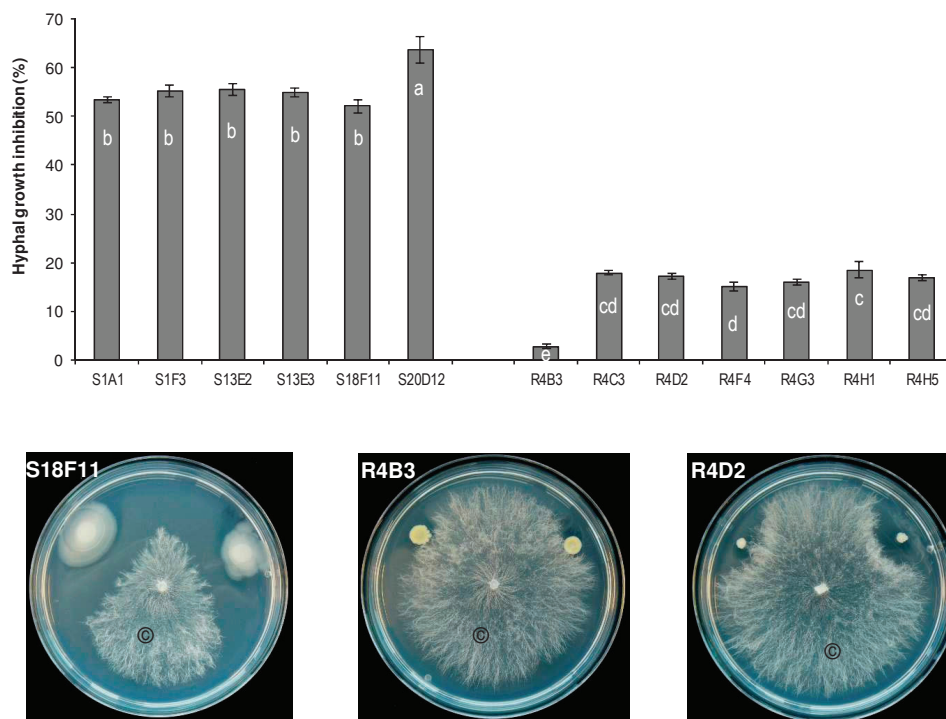 Hyphal growth inhibition (%)
70
60
50
40
30
20
10
0
b b b b b a e cd cd d cd c cd
S1A1 S1F3 S13E2 S13E3 S18F11 S20D12 R4B3 R4C3 R4D2 R4F4 R4G3 R4H1 R4H5
S18F11 R4B3 R4D2
© © ©